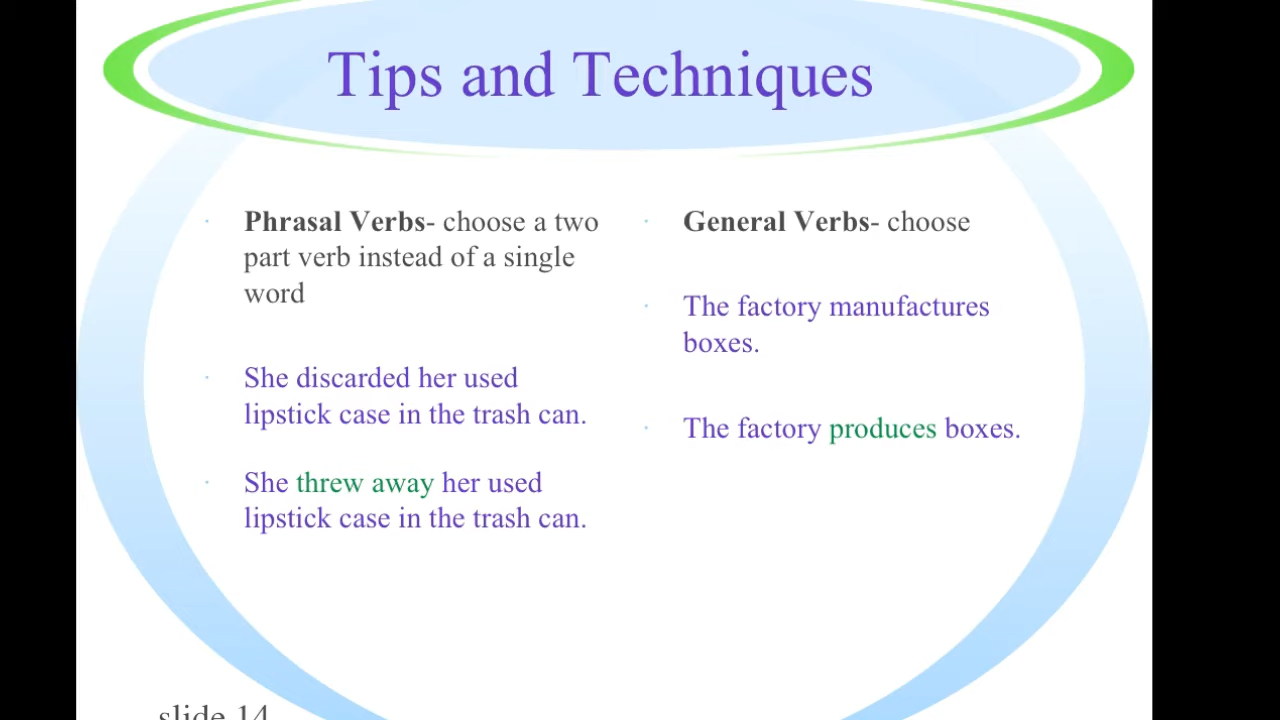 Tips and Techniques
Phrasal Verbs- choose a two
part verb instead of a single
word
She discarded her used
lipstick case in the trash can.
She threw away her used
lipstick case in the trash can.
General Verbs- choose
The factory manufactures
boxes.
The factory produces boxes.
slide 14